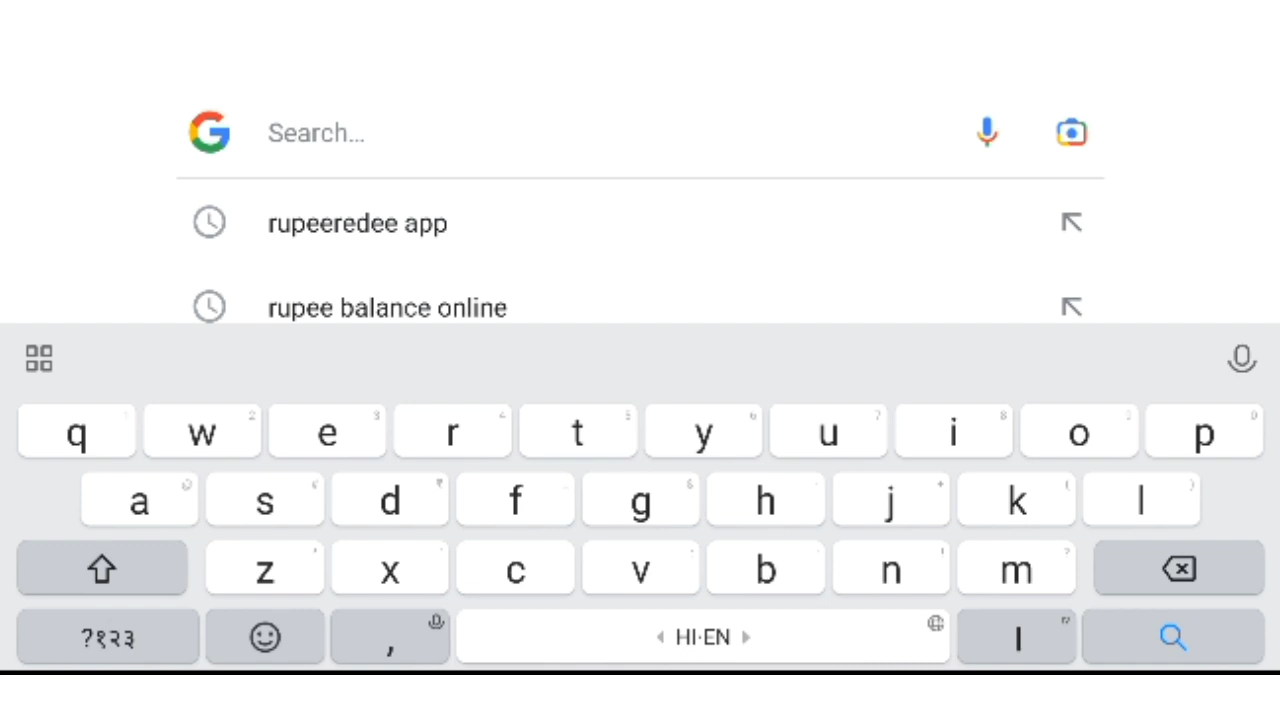 Search...
rupeeredee app
rupee balance online
q w e r t y u i o p
a s d f g h j k l
z x c v b n m
?१२३ , HI·EN ।